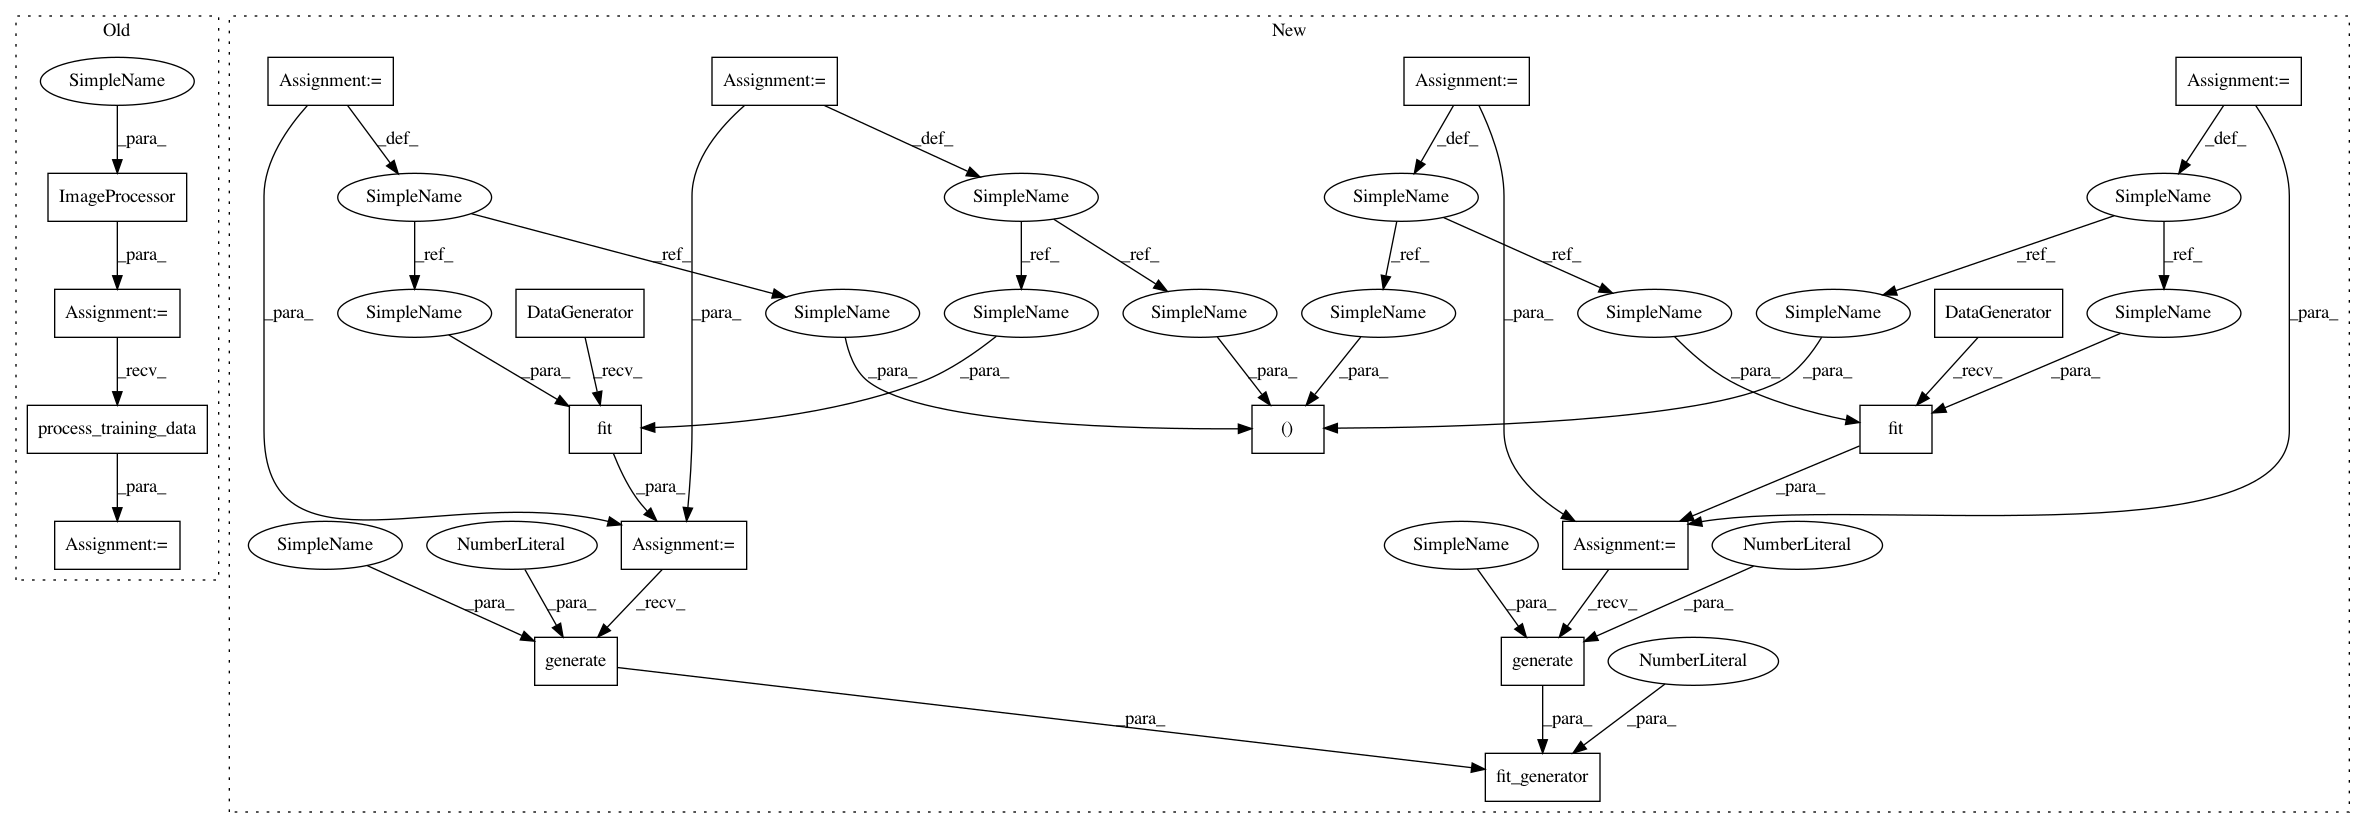 Old
New
SimpleName
Assignment:=
Assignment:=
Assignment:=
Assignment:=
_para_
_def_
_def_
_def_
_def_
ImageProcessor
SimpleName
SimpleName
SimpleName
SimpleName
_para_
_ref_
_ref_
_ref_
_ref_
_ref_
_ref_
_ref_
_ref_
Assignment:=
_para_
SimpleName
DataGenerator
_para_
SimpleName
SimpleName
SimpleName
SimpleName
_para_
SimpleName
SimpleName
DataGenerator
SimpleName
_para_
_recv_
_para_
_recv_
_para_
_para_
_para_
_para_
_para_
_para_
_recv_
_para_
process_training_data
fit
()
fit
_para_
_para_
_para_
Assignment:=
SimpleName
NumberLiteral
Assignment:=
SimpleName
Assignment:=
NumberLiteral
_para_
_para_
_recv_
_para_
_recv_
_para_
generate
generate
NumberLiteral
_para_
_para_
_para_
fit_generator